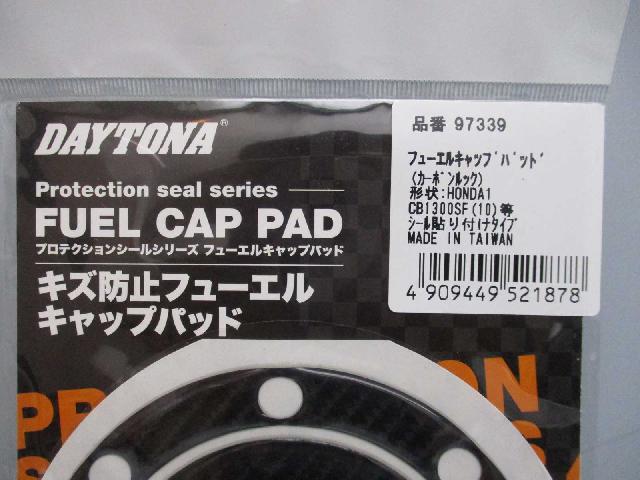 DAYTONA®
Protection seal series
FUEL CAP PAD
プロテクションシールシリーズ フューエルキャップパッド
キズ防止フューエル
キャップパッド
品番 97339
フューエルキャップパッド
(カーボンルック)
形状:HONDA1
CB1300SF(10)等
シール貼り付けタイプ
MADE IN TAIWAN
4 909449 521878